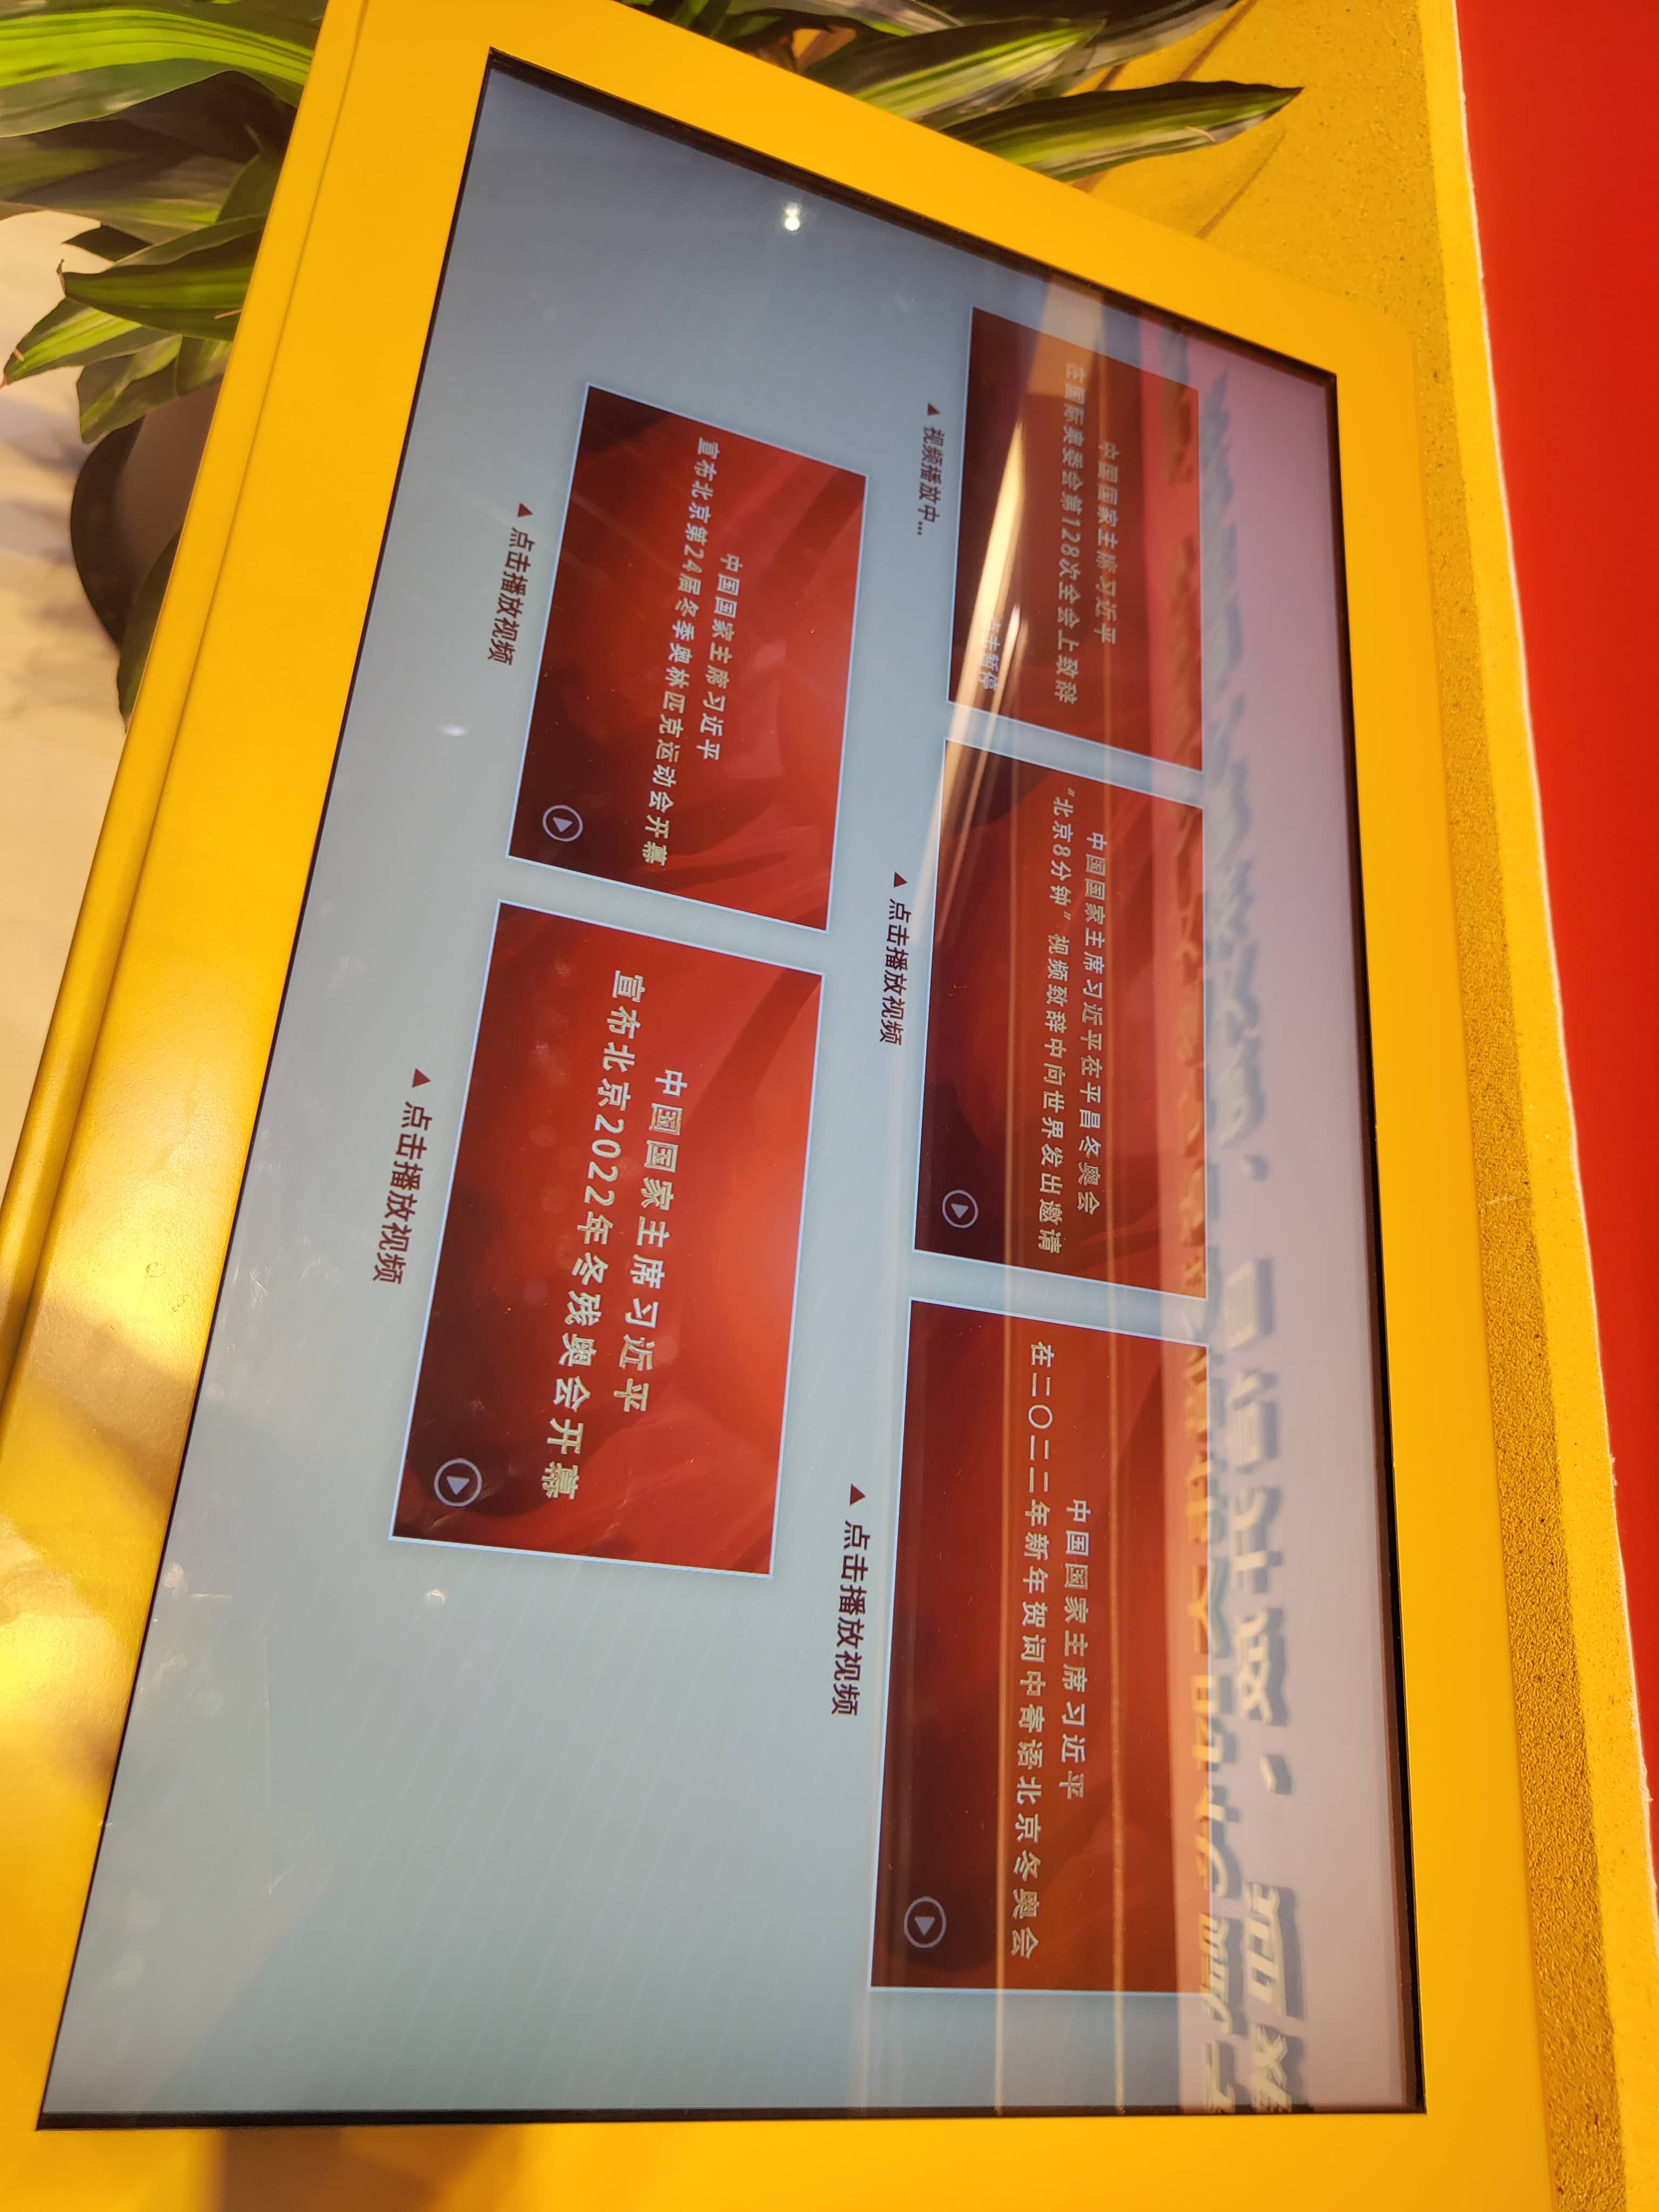 中国国家主席习近平
在国际奥委会第128次全会上致辞
点击暂停
▲ 视频播放中...
中国国家主席习近平在平昌冬奥会
“北京8分钟”视频致辞中向世界发出邀请
▲ 点击播放视频
中国国家主席习近平
在二〇二二年新年贺词中寄语北京冬奥会
▲ 点击播放视频
中国国家主席习近平
宣布北京第24届冬季奥林匹克运动会开幕
▲ 点击播放视频
中国国家主席习近平
宣布北京2022年冬残奥会开幕
▲ 点击播放视频